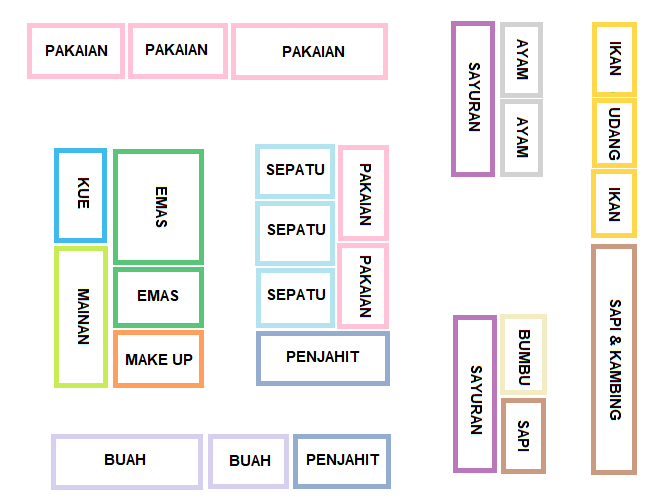 PAKAIAN
PAKAIAN
PAKAIAN
KUE
EMAS
MAINAN
EMAS
MAKE UP
SEPATU
SEPATU
SEPATU
PAKAIAN
PAKAIAN
PENJAHIT
BUAH
BUAH
PENJAHIT
SAYURAN
AYAM
AYAM
IKAN
UDANG
IKAN
SAYURAN
BUMBU
SAPI
SAPI & KAMBING